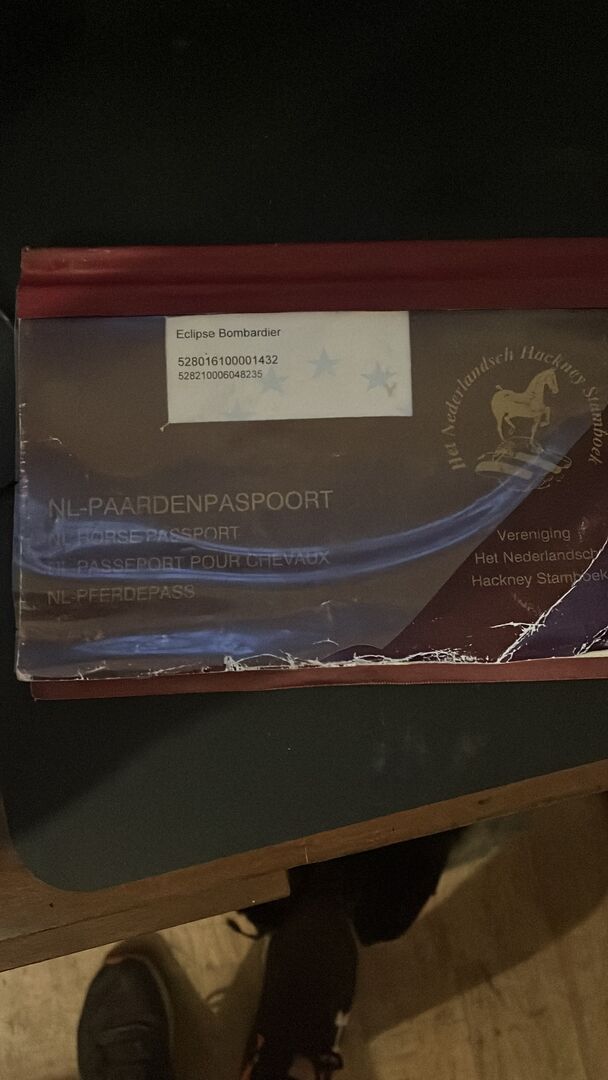 Eclipse Bombardier
528016100001432
528210006048235
Het Nederlandsch Hackney Stamboek
NL-PAARDENPASPOORT
NL-HORSE PASSPORT
NL-PASSEPORT POUR CHEVAUX
NL-PFERDEPASS
Vereniging
Het Nederlandsch
Hackney Stamboek